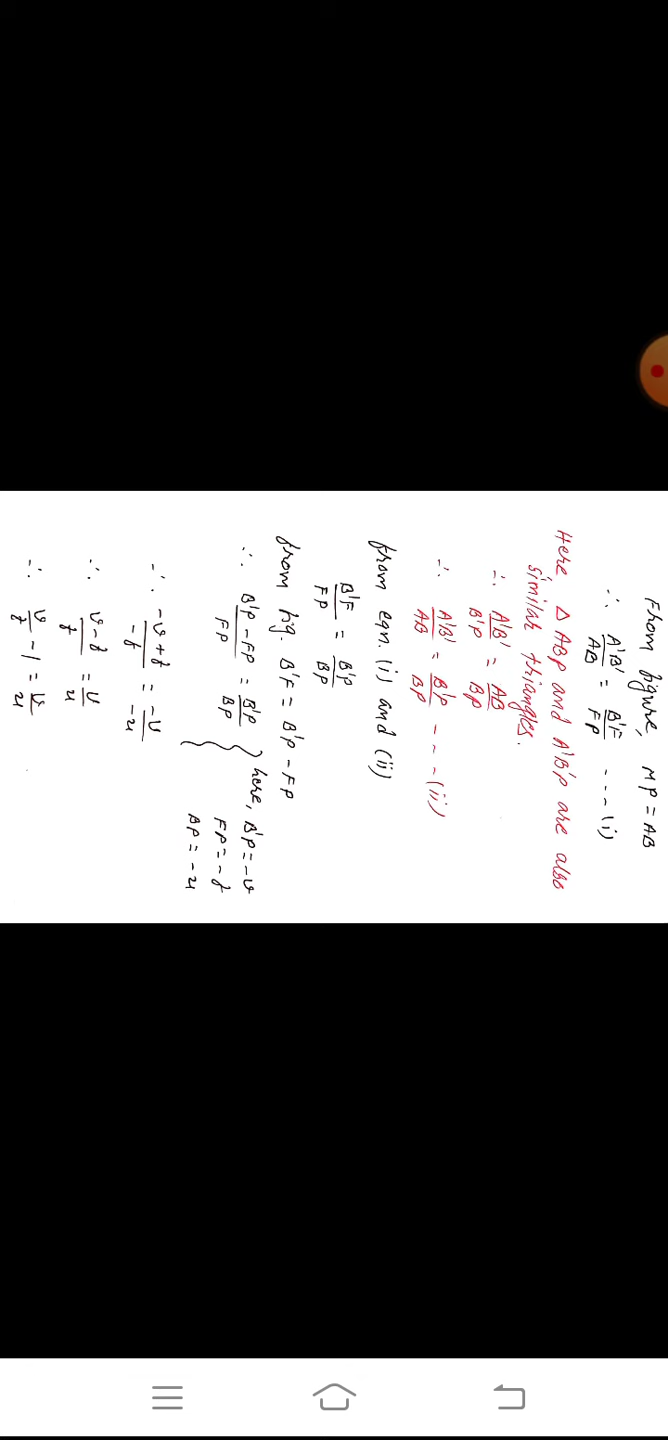 From figure, MP = AB
∴ A'B'/AB = B'F/FP ---(i)
Here Δ ABP and A'B'P are also
similar triangles.
∴ A'B'/B'P = AB/BP
∴ A'B'/AB = B'P/BP ---(ii)
from eqn. (i) and (ii)
B'F/FP = B'P/BP
from fig. B'F = B'P - FP
∴ B'P - FP/FP = B'P/BP } here, B'P = -v
FP = -f
BP = -u
∴ -v+f/-f = -v/-u
∴ v-f/f = v/u
∴ v/f - 1 = v/u